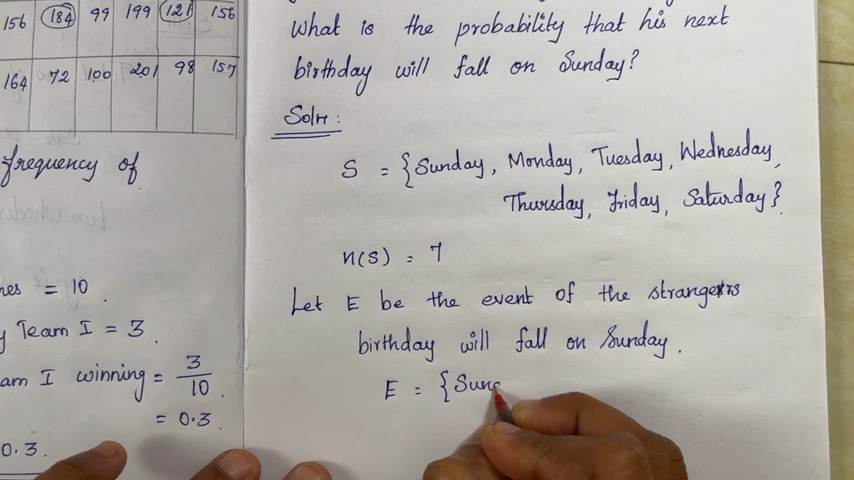 156 184 99 199 121 156
164 72 100 201 98 157
frequency of
= 10
Team I = 3
I winning = 3
10
= 0.3
0.3.
What is the probability that his next
birthday will fall on Sunday?
Soln:
S = {Sunday, Monday, Tuesday, Wednesday,
Thursday, Friday, Saturday}
n(S) = 7
Let E be the event of the strangers
birthday will fall on Sunday.
E = {Sun